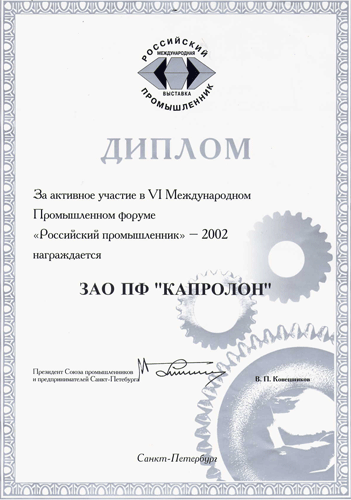 РОССИЙСКИЙ
МЕЖДУНАРОДНАЯ
ВЫСТАВКА
ПРОМЫШЛЕННИК
ДИПЛОМ
За активное участие в VI Международном
Промышленном форуме
«Российский промышленник» – 2002
награждается
ЗАО ПФ "КАПРОЛОН"
Президент Союза промышленников
и предпринимателей Санкт-Петербурга
В. П. Коношников
Санкт-Петербург